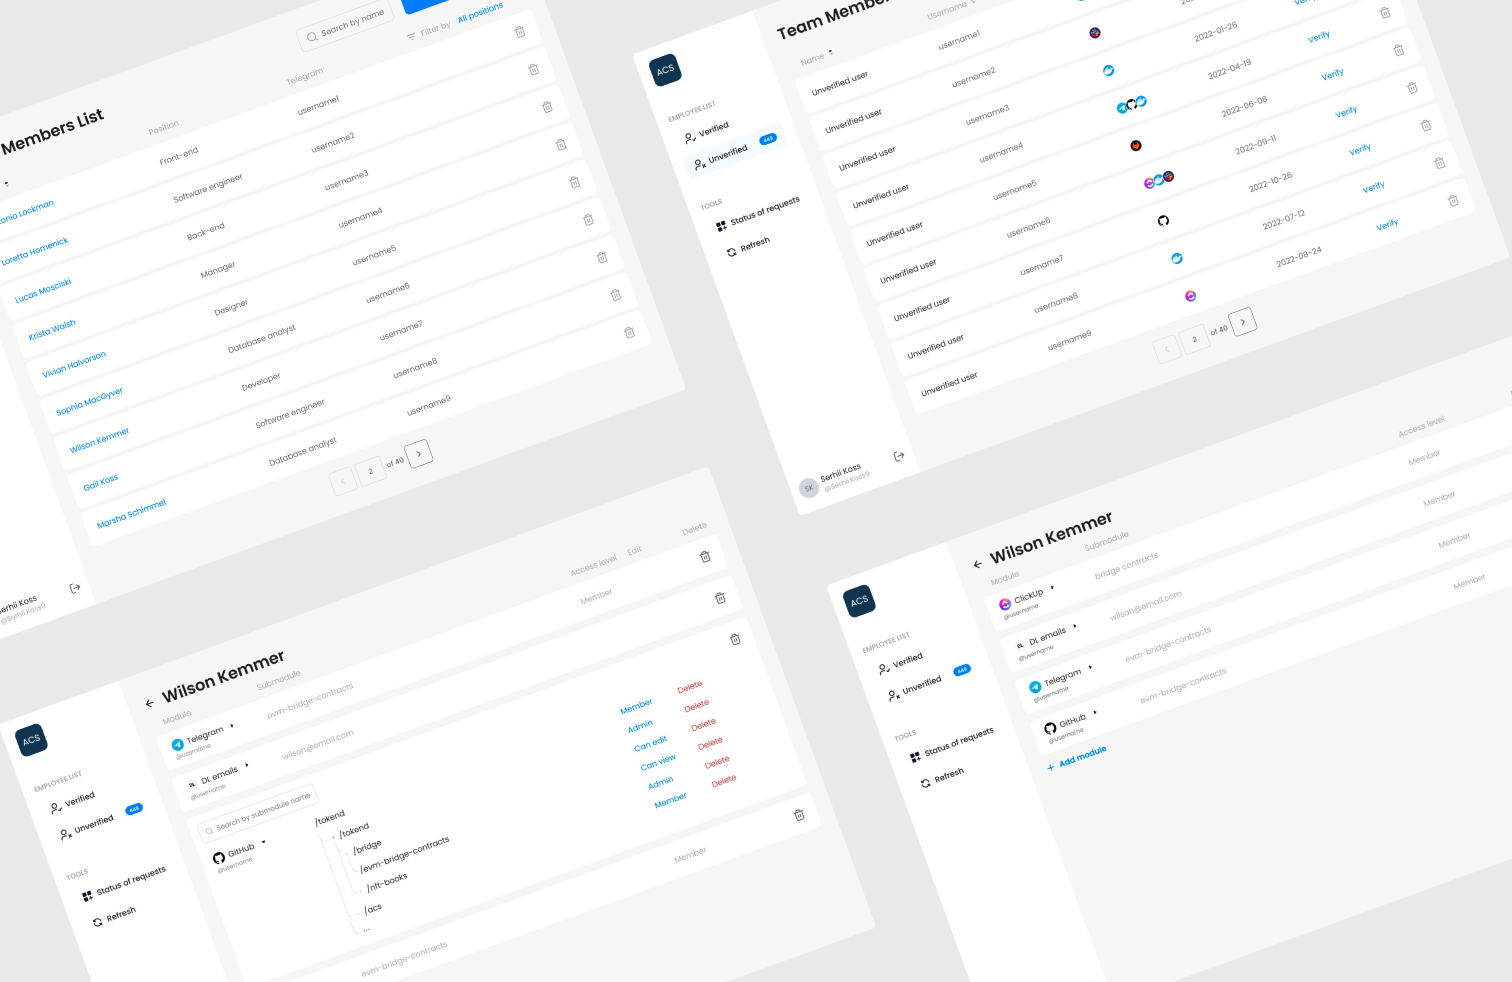 Search by name
Filter by All positions
Members List
Position
Telegram
Lockman
Front-end
username1
Loretta Homenick
Software engineer
username2
Lucas Mosciski
Back-end
username3
Krista Walsh
Manager
username4
Vivian Halvorson
Designer
username5
Sophia MacGyver
Database analyst
username6
Wilson Kemmer
Developer
username7
Gail Koss
Software engineer
username8
Marsha Schimmel
Database analyst
username9
2
of 40
Koss
@Serhii.Koss9
ACS
EMPLOYEE LIST
Verified
Unverified 445
TOOLS
Status of requests
Refresh
Serhii Koss
@Serhii.Koss9
SK
Team
Name
Username
Unverified user
username1
Unverified user
username2
2022-01-26
Verify
Unverified user
username3
2022-04-19
Verify
Unverified user
username4
2022-06-08
Verify
Unverified user
username5
2022-09-11
Verify
Unverified user
username6
2022-10-26
Verify
Unverified user
username7
2022-07-12
Verify
Unverified user
username8
2022-08-24
Verify
Unverified user
username9
2
of 40
ACS
EMPLOYEE LIST
Verified
Unverified 445
TOOLS
Status of requests
Refresh
Wilson Kemmer
Module
Submodule
Access level
Edit
Delete
Telegram
@username
evm-bridge-contracts
Member
DL emails
@username
wilson@email.com
Search by submodule name
GitHub
@username
/tokend
/tokend
/bridge
/evm-bridge-contracts
/nft-books
/acs
...
Member Delete
Admin Delete
Can edit Delete
Can view Delete
Admin Delete
Member Delete
evm-bridge-contracts
Member
ACS
EMPLOYEE LIST
Verified
Unverified 445
TOOLS
Status of requests
Refresh
Wilson Kemmer
Module
Submodule
Access level
ClickUp
@username
bridge contracts
Member
DL emails
@username
wilson@email.com
Member
Telegram
@username
evm-bridge-contracts
Member
GitHub
@username
evm-bridge-contracts
Member
+ Add module